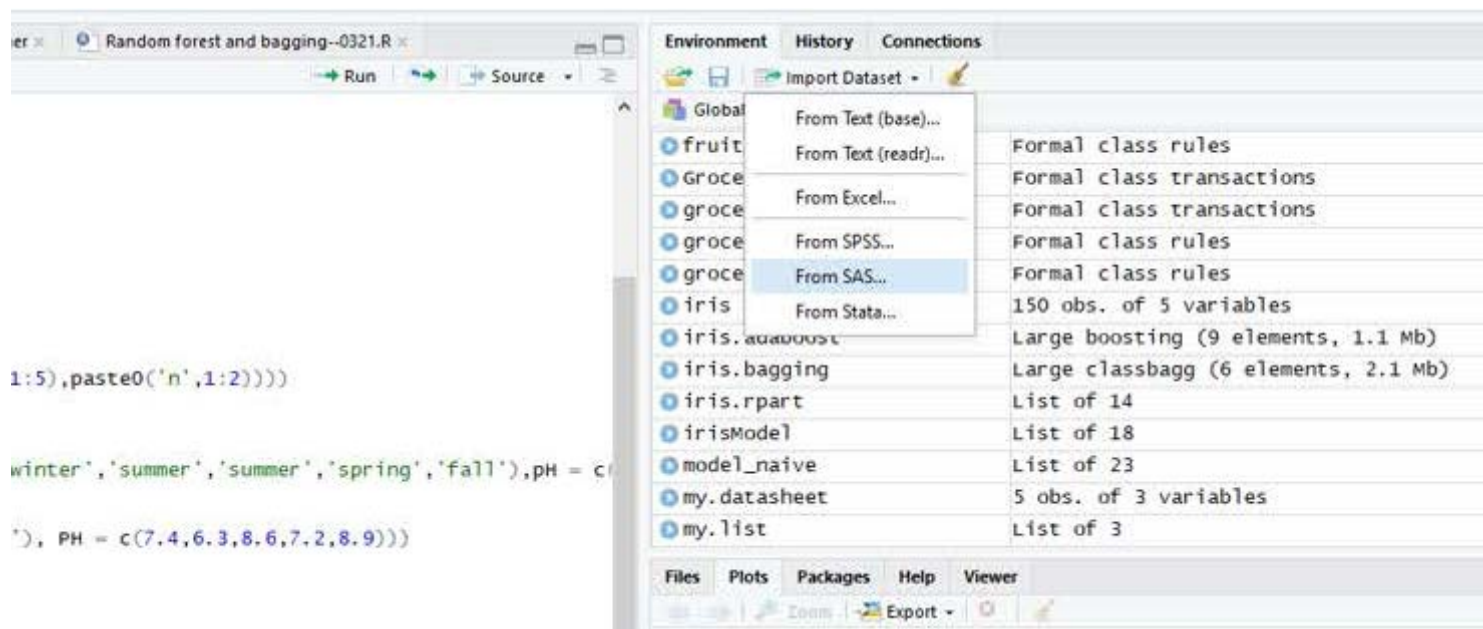 er
Random forest and bagging--0321.R
Run
Source
1:5),paste0('n',1:2))))
winter','summer','summer','spring','fall'),pH = c(
'), PH = c(7.4,6.3,8.6,7.2,8.9)))
Environment History Connections
Import Dataset
Global
From Text (base)...
From Text (readr)...
From Excel...
From SPSS...
From SAS...
From Stata...
fruit Formal class rules
Groce Formal class transactions
groce Formal class transactions
groce Formal class rules
groce Formal class rules
iris 150 obs. of 5 variables
iris.adaboost Large boosting (9 elements, 1.1 Mb)
iris.bagging Large classbagg (6 elements, 2.1 Mb)
iris.rpart List of 14
irisModel List of 18
model_naive List of 23
my.datasheet 5 obs. of 3 variables
my.list List of 3
Files Plots Packages Help Viewer
Zoom Export